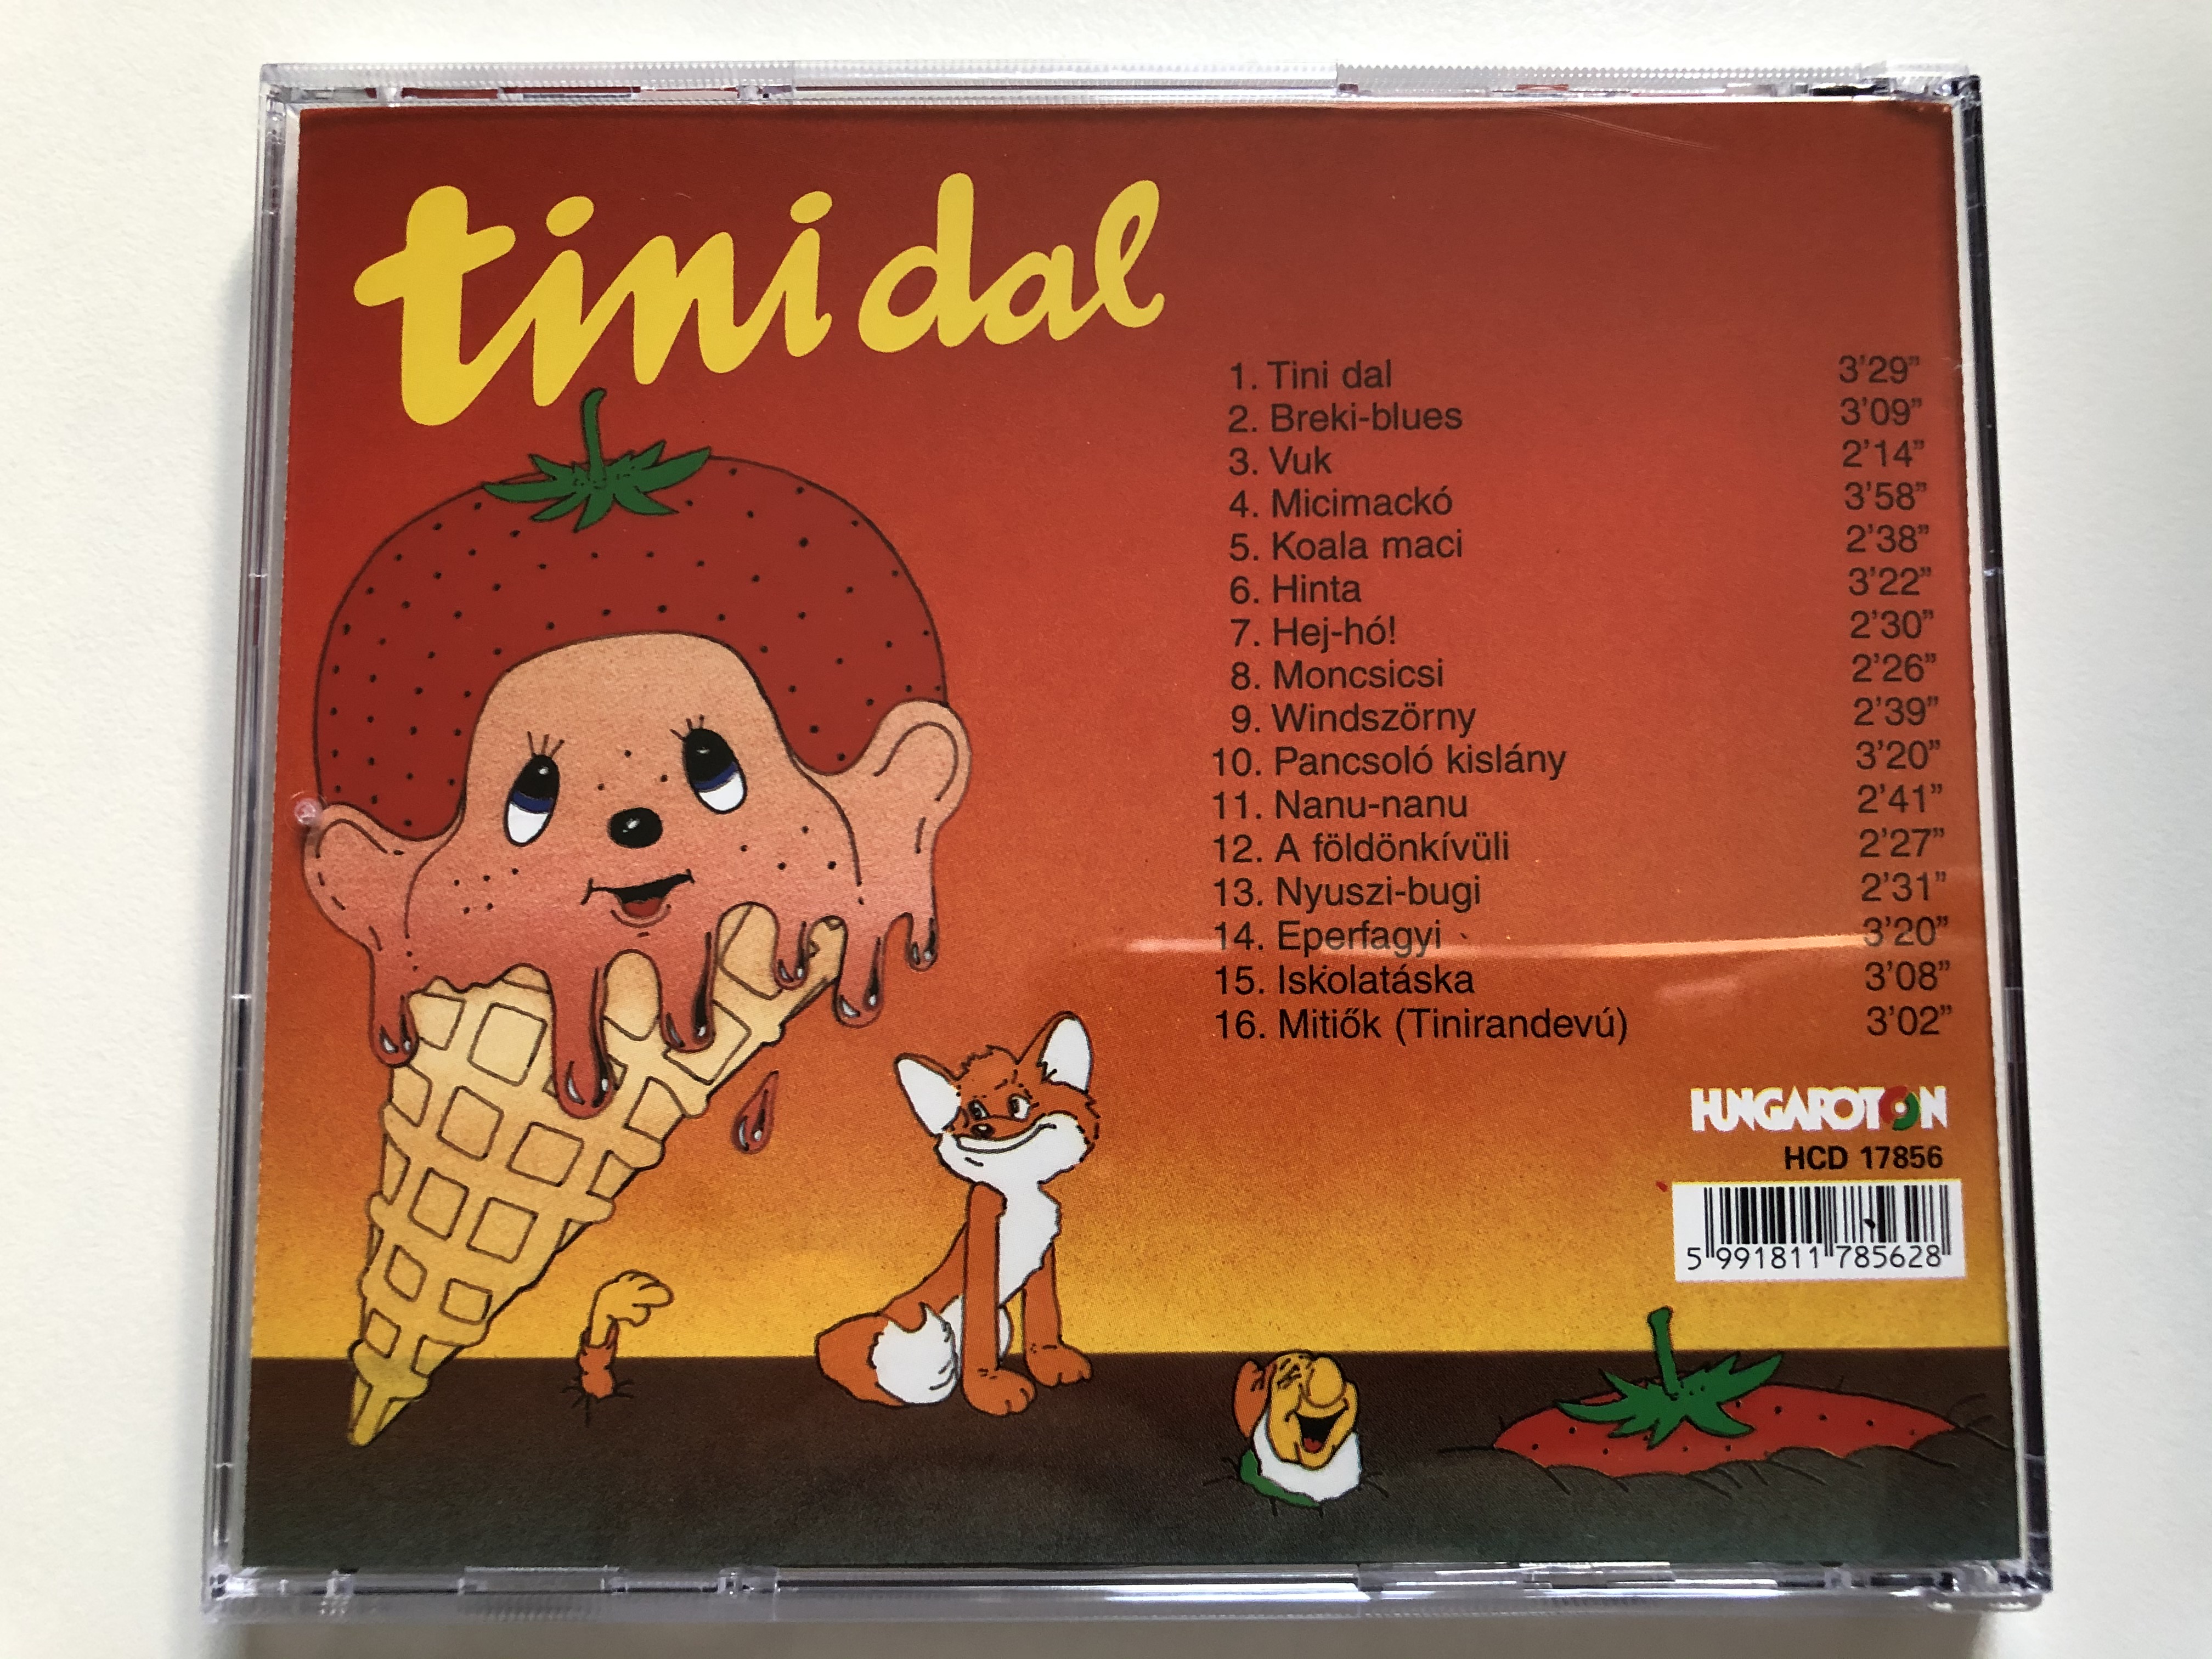 tini dal
1. Tini dal 3'29"
2. Breki-blues 3'09"
3. Vuk 2'14"
4. Micimackó 3'58"
5. Koala maci 2'38"
6. Hinta 3'22"
7. Hej-hó! 2'30"
8. Moncsicsi 2'26"
9. Windszörny 2'39"
10. Pancsoló kislány 3'20"
11. Nanu-nanu 2'41"
12. A földönkívüli 2'27"
13. Nyuszi-bugi 2'31"
14. Eperfagyi 3'20"
15. Iskolatáska 3'08"
16. Mitiők (Tinirandevú) 3'02"
HUNGAROTON
HCD 17856
5 991811 785628